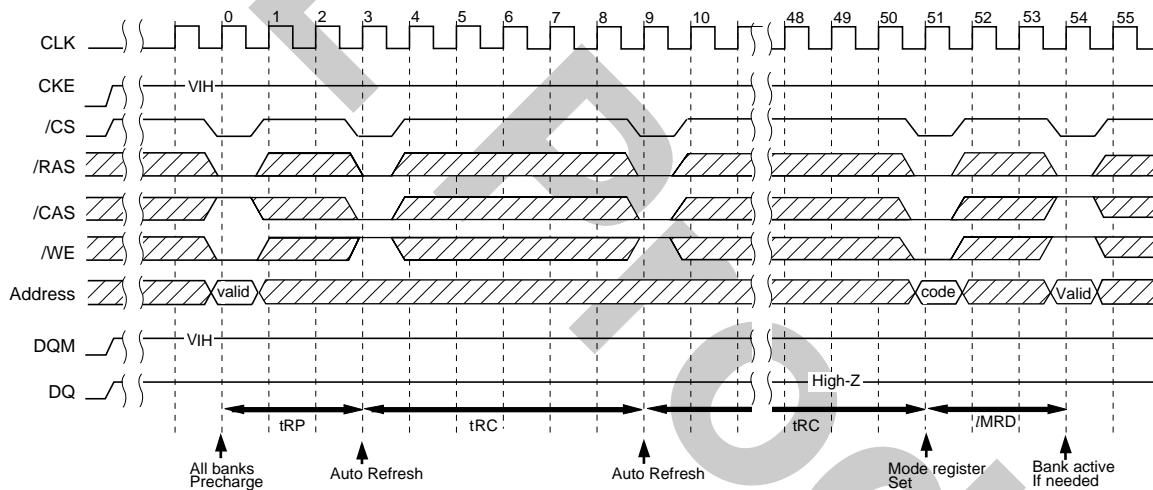 0 1 2 3 4 5 6 7 8 9 10 48 49 50 51 52 53 54 55
CLK
CKE VIH
/CS
/RAS
/CAS
/WE
Address valid code Valid
DQM VIH
DQ High-Z
tRP tRC tRC lMRD
All banks
Precharge
Auto Refresh
Auto Refresh
Mode register
Set
Bank active
If needed